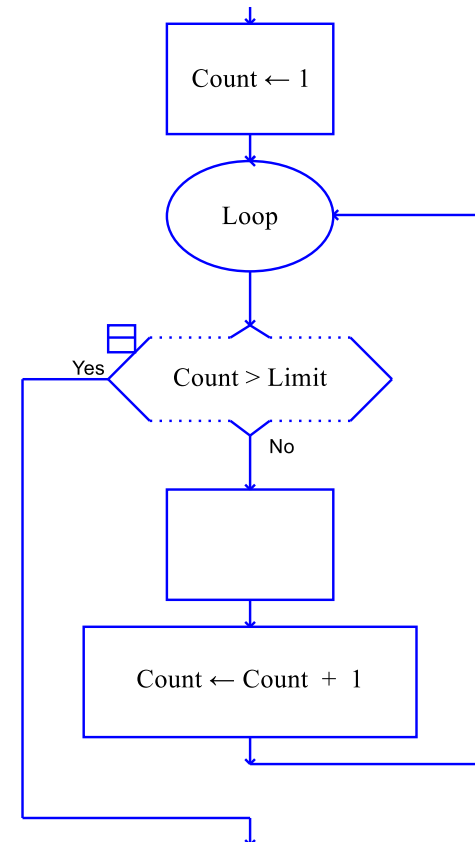 Count ← 1
Loop
Count > Limit
Yes
No
Count ← Count + 1